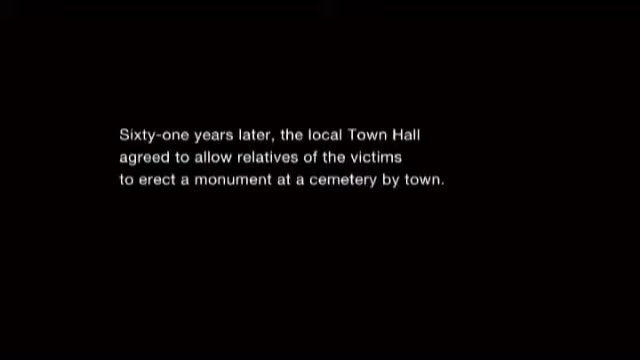 Sixty-one years later, the local Town Hall
agreed to allow relatives of the victims
to erect a monument at a cemetery by town.